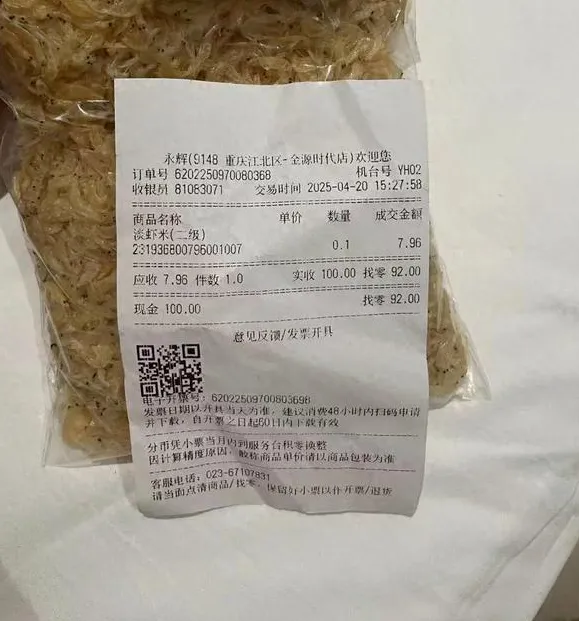 永辉(9148 重庆江北区-金源时代店)欢迎您
订单号 6202250970080368 机台号 YH02
收银员 81083071 交易时间 2025-04-20 15:27:58
商品名称 单价 数量 成交金额
淡虾米(二级)
2319368007960010​07 0.1 7.96
应收 7.96 件数 1.0 实收 100.00 找零 92.00
现金 100.00 找零 92.00
意见反馈/发票开具
电子开票号: 62022509700803698
发票日期以开具当天为准, 建议消费48小时内扫码申请
并下载, 自开票之日起60日内下载有效
分币凭小票当月内到服务台积零换整
因计算精度原因, 散称商品单价请以商品包装为准
客服电话: 023-67107831
请当面点清商品/找零, 保留好小票以作开票/退货